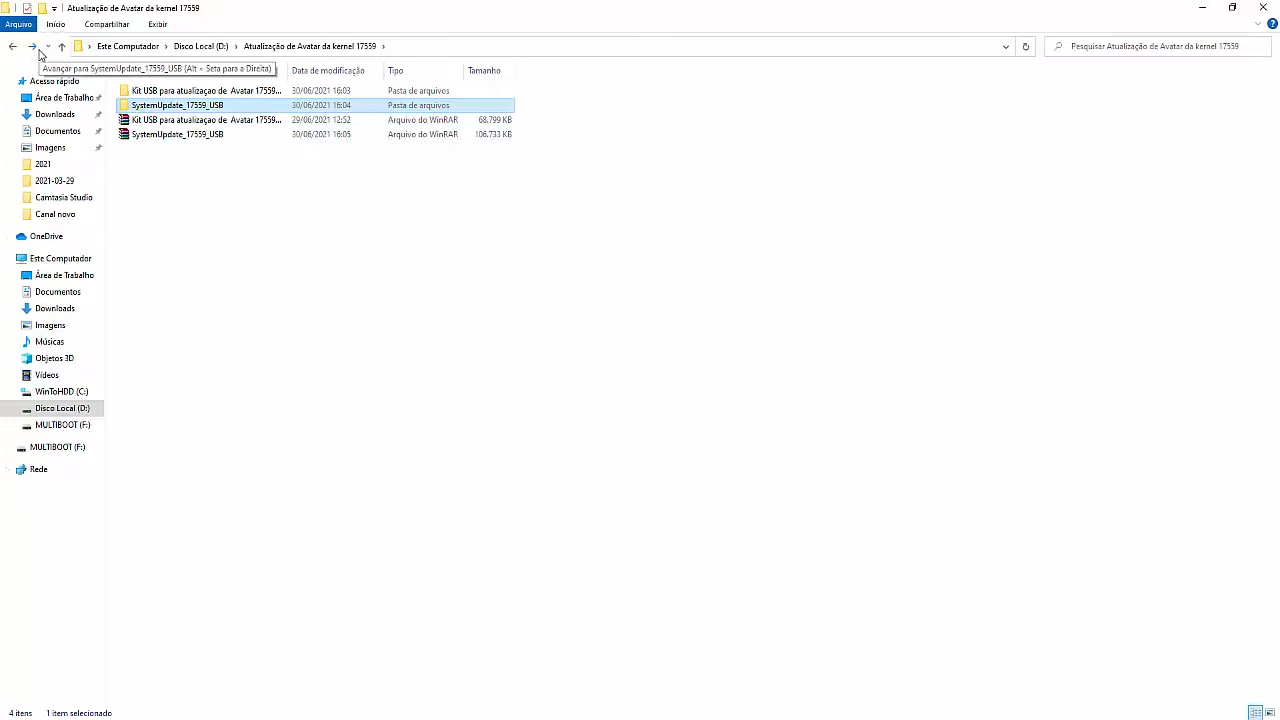 Atualização de Avatar da kernel 17559
Arquivo Início Compartilhar Exibir
Este Computador Disco Local (D:) Atualização de Avatar da kernel 17559 Pesquisar Atualização de Avatar da kernel 17559
Avançar para SystemUpdate_17559_USB (Alt + Seta para a Direita)
Data de modificação Tipo Tamanho
Acesso rápido
Área de Trabalho
Downloads
Documentos
Imagens
2021
2021-03-29
Camtasia Studio
Canal novo
OneDrive
Este Computador
Área de Trabalho
Documentos
Downloads
Imagens
Músicas
Objetos 3D
Vídeos
WinToHDD (C:)
Disco Local (D:)
MULTIBOOT (F:)
MULTIBOOT (F:)
Rede
Kit USB para atualizaçao de Avatar 17559... 30/06/2021 16:03 Pasta de arquivos
SystemUpdate_17559_USB 30/06/2021 16:04 Pasta de arquivos
Kit USB para atualizaçao de Avatar 17559... 29/06/2021 12:52 Arquivo do WinRAR 68.799 KB
SystemUpdate_17559_USB 30/06/2021 16:05 Arquivo do WinRAR 106.733 KB
4 itens 1 item selecionado